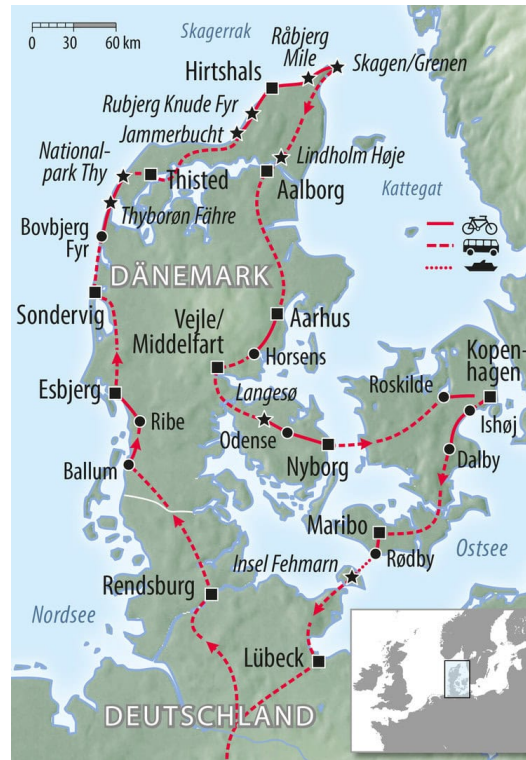 0 30 60 km
Skagerrak
Råbjerg
Mile
Skagen/Grenen
Hirtshals
Rubjerg Knude Fyr
Jammerbucht
Lindholm Høje
National-
park Thy
Thisted
Aalborg
Kattegat
Thyborøn Fähre
Bovbjerg
Fyr
DÄNEMARK
Sondervig
Vejle/
Middelfart
Aarhus
Horsens
Kopen-
hagen
Roskilde
Esbjerg
Langesø
Ishøj
Ribe
Odense
Nyborg
Dalby
Ballum
Maribo
Rødby
Ostsee
Insel Fehmarn
Rendsburg
Nordsee
Lübeck
DEUTSCHLAND